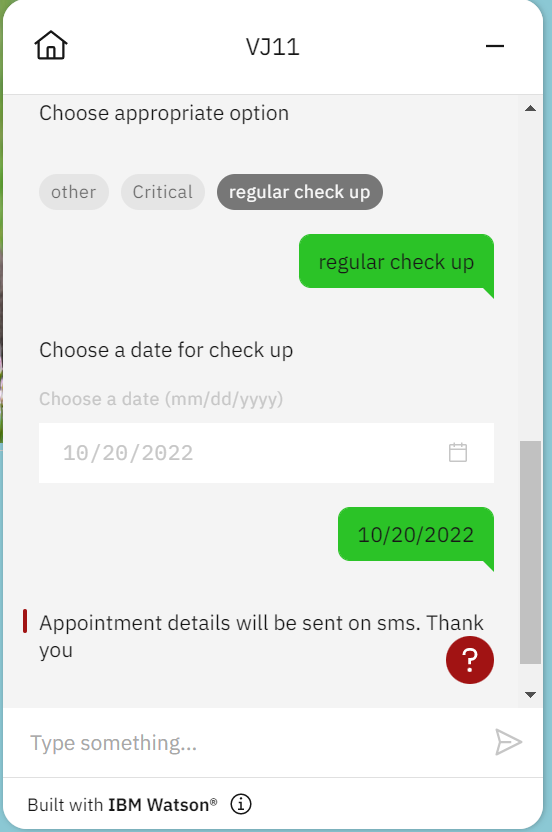 VJ11
Choose appropriate option
other Critical regular check up
regular check up
Choose a date for check up
Choose a date (mm/dd/yyyy)
10/20/2022
10/20/2022
Appointment details will be sent on sms. Thank
you
?
Type something...
Built with IBM Watson®